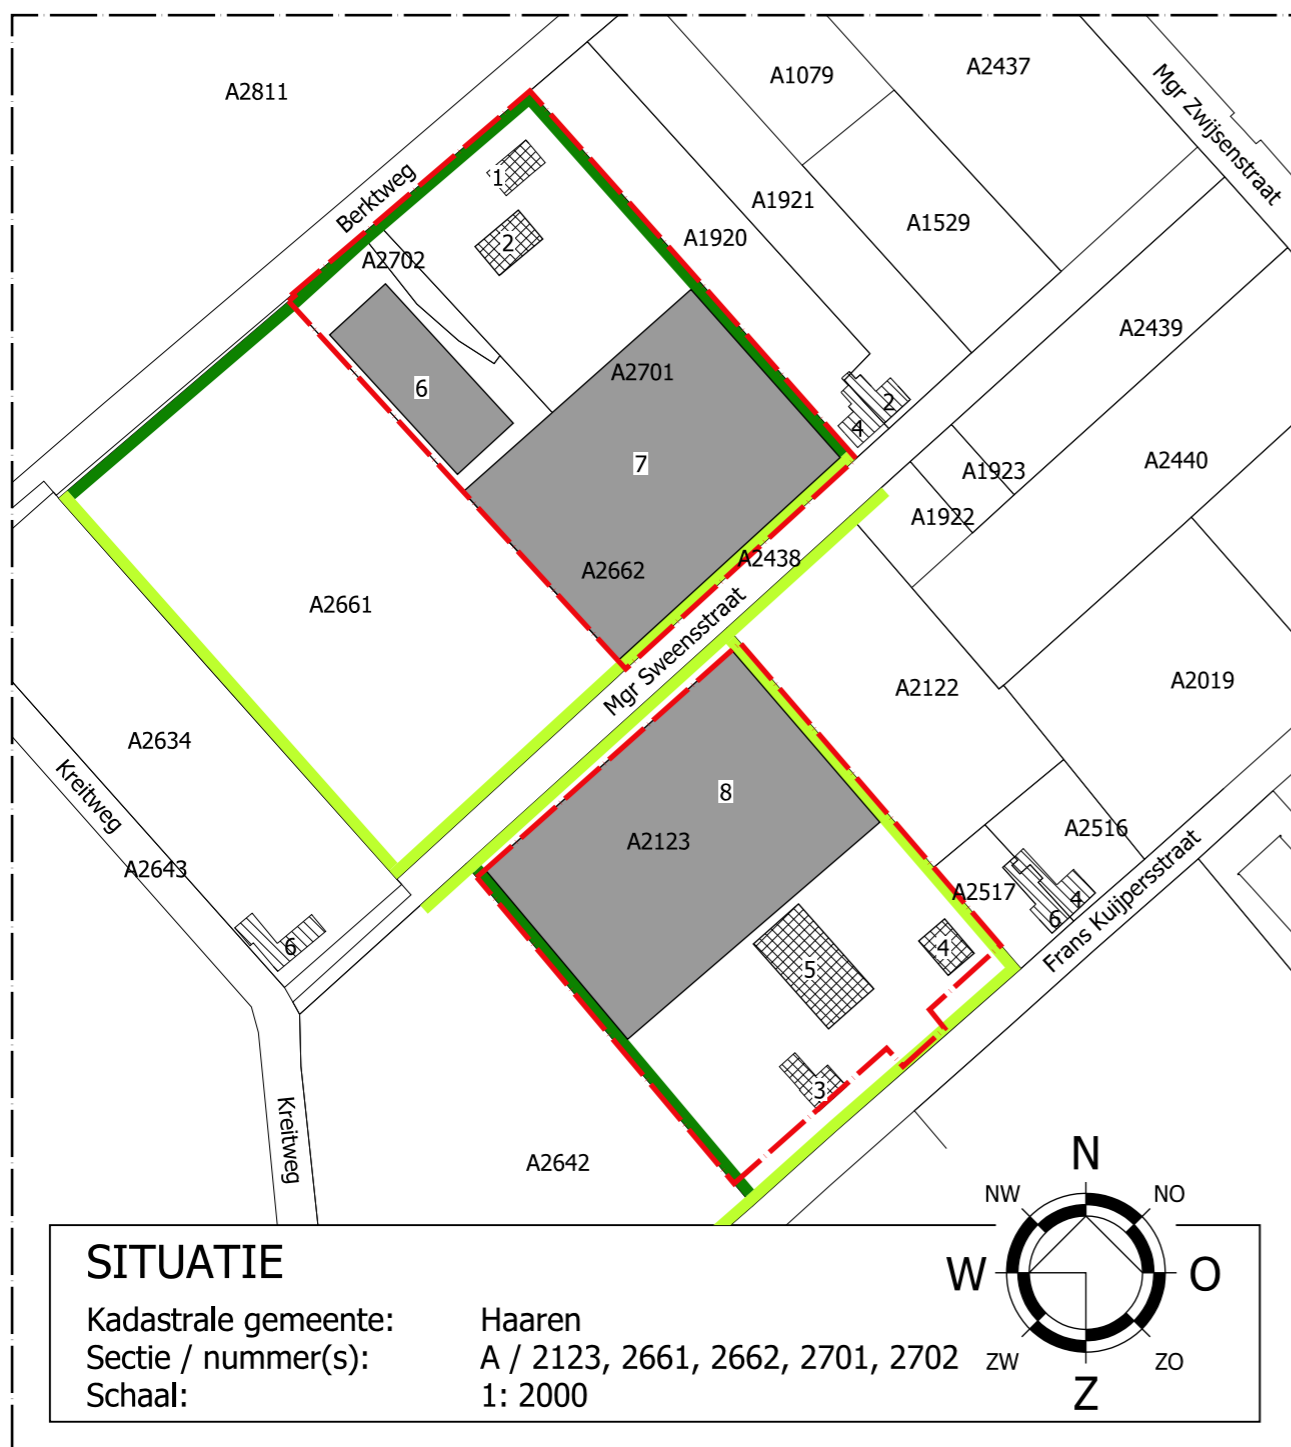 A2811
A1079
A2437
Mgr Zwijsenstraat
Berktweg
1
A1921
A1529
2
A1920
A2702
A2439
A2701
6
2
4
7
A1923
A2440
A1922
A2438
A2662
A2661
Mgr Sweensstraat
A2122
A2019
A2634
Kreitweg
8
A2123
A2516
A2643
A2517
4
6
Frans Kuijpersstraat
6
4
5
3
Kreitweg
A2642
N
NW
NO
W
O
ZW
ZO
Z
SITUATIE
Kadastrale gemeente: Haaren
Sectie / nummer(s): A / 2123, 2661, 2662, 2701, 2702
Schaal: 1: 2000